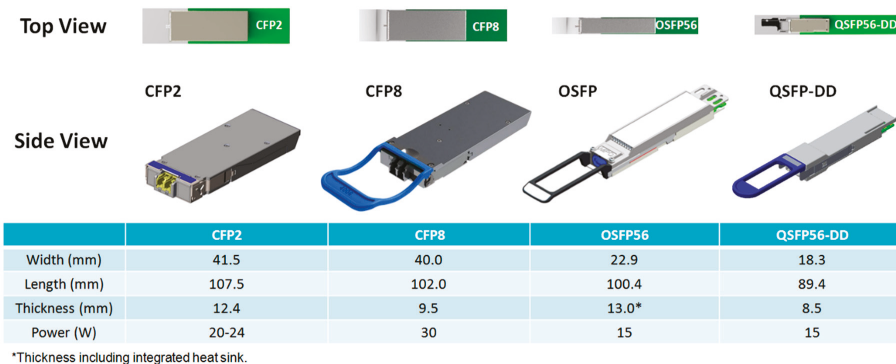 Top View
CFP2
CFP8
OSFP56
QSFP56-DD
CFP2 CFP8 OSFP QSFP-DD
Side View
CFP2 CFP8 OSFP56 QSFP56-DD
Width (mm) 41.5 40.0 22.9 18.3
Length (mm) 107.5 102.0 100.4 89.4
Thickness (mm) 12.4 9.5 13.0* 8.5
Power (W) 20-24 30 15 15
*Thickness including integrated heat sink.